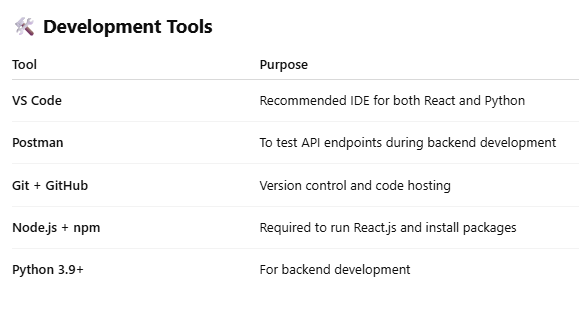 🛠️ Development Tools
Tool Purpose
VS Code Recommended IDE for both React and Python
Postman To test API endpoints during backend development
Git + GitHub Version control and code hosting
Node.js + npm Required to run React.js and install packages
Python 3.9+ For backend development